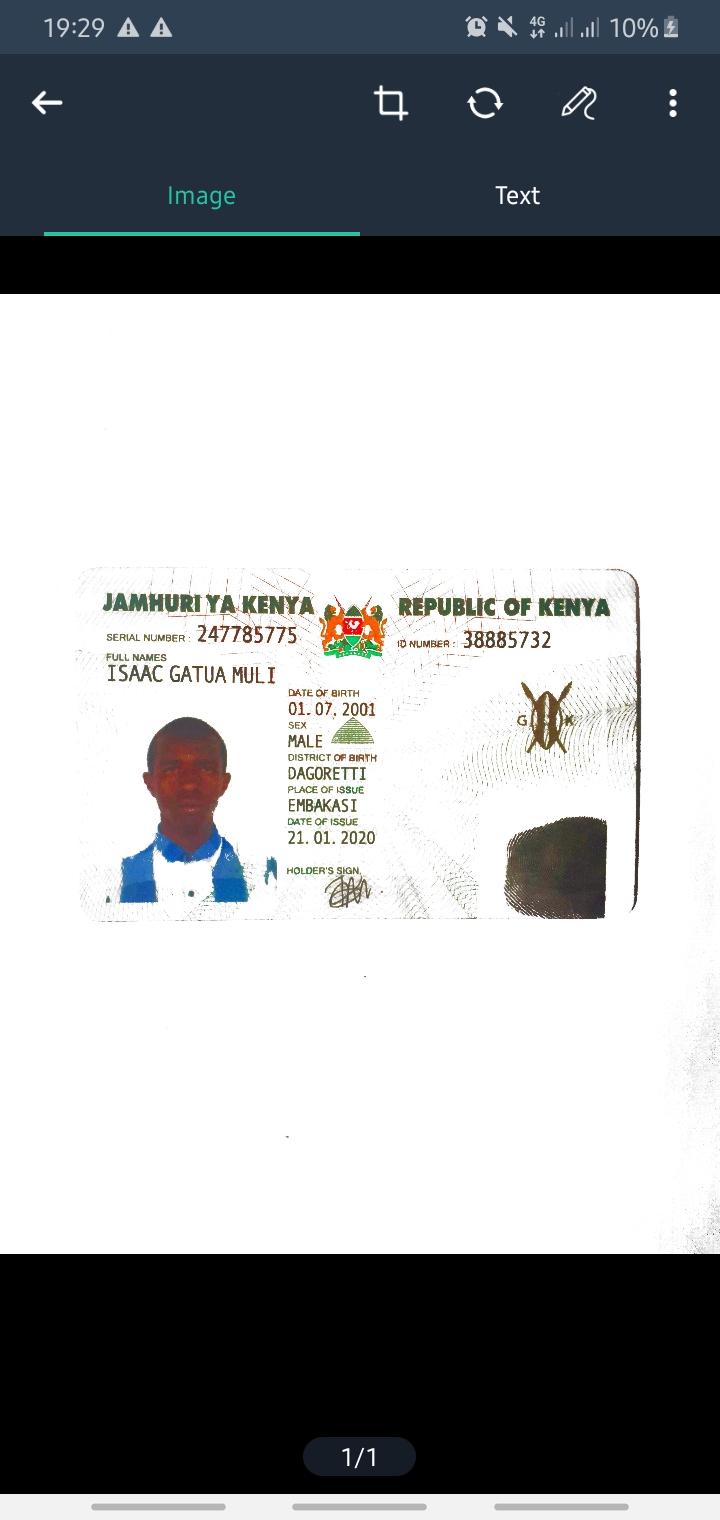 19:29
4G
10%
Image
Text
JAMHURI YA KENYA
REPUBLIC OF KENYA
SERIAL NUMBER : 247785775
ID NUMBER : 38885732
FULL NAMES
ISAAC GATUA MULI
DATE OF BIRTH
01. 07. 2001
SEX
MALE
DISTRICT OF BIRTH
DAGORETTI
PLACE OF ISSUE
EMBAKASI
DATE OF ISSUE
21. 01. 2020
HOLDER'S SIGN.
G K
1/1